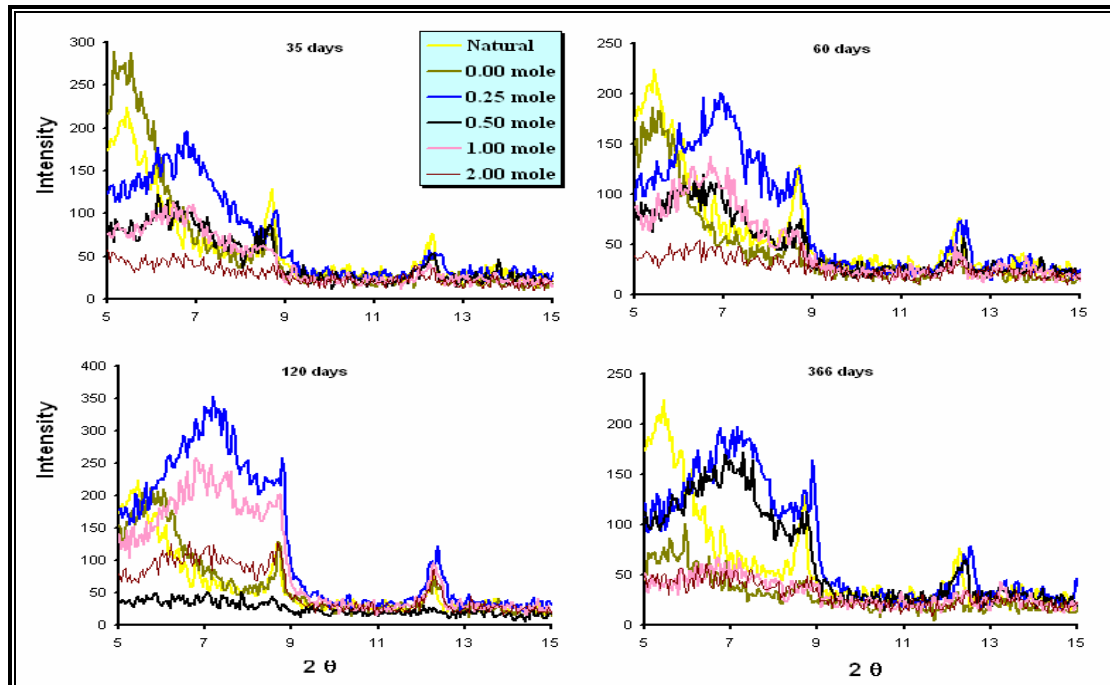 35 days
Intensity
300
250
200
150
100
50
0
5 7 9 11 13 15
Natural
0.00 mole
0.25 mole
0.50 mole
1.00 mole
2.00 mole
60 days
250
200
150
100
50
0
5 7 9 11 13 15
120 days
Intensity
400
350
300
250
200
150
100
50
0
5 7 9 11 13 15
2 θ
366 days
250
200
150
100
50
0
5 7 9 11 13 15
2 θ